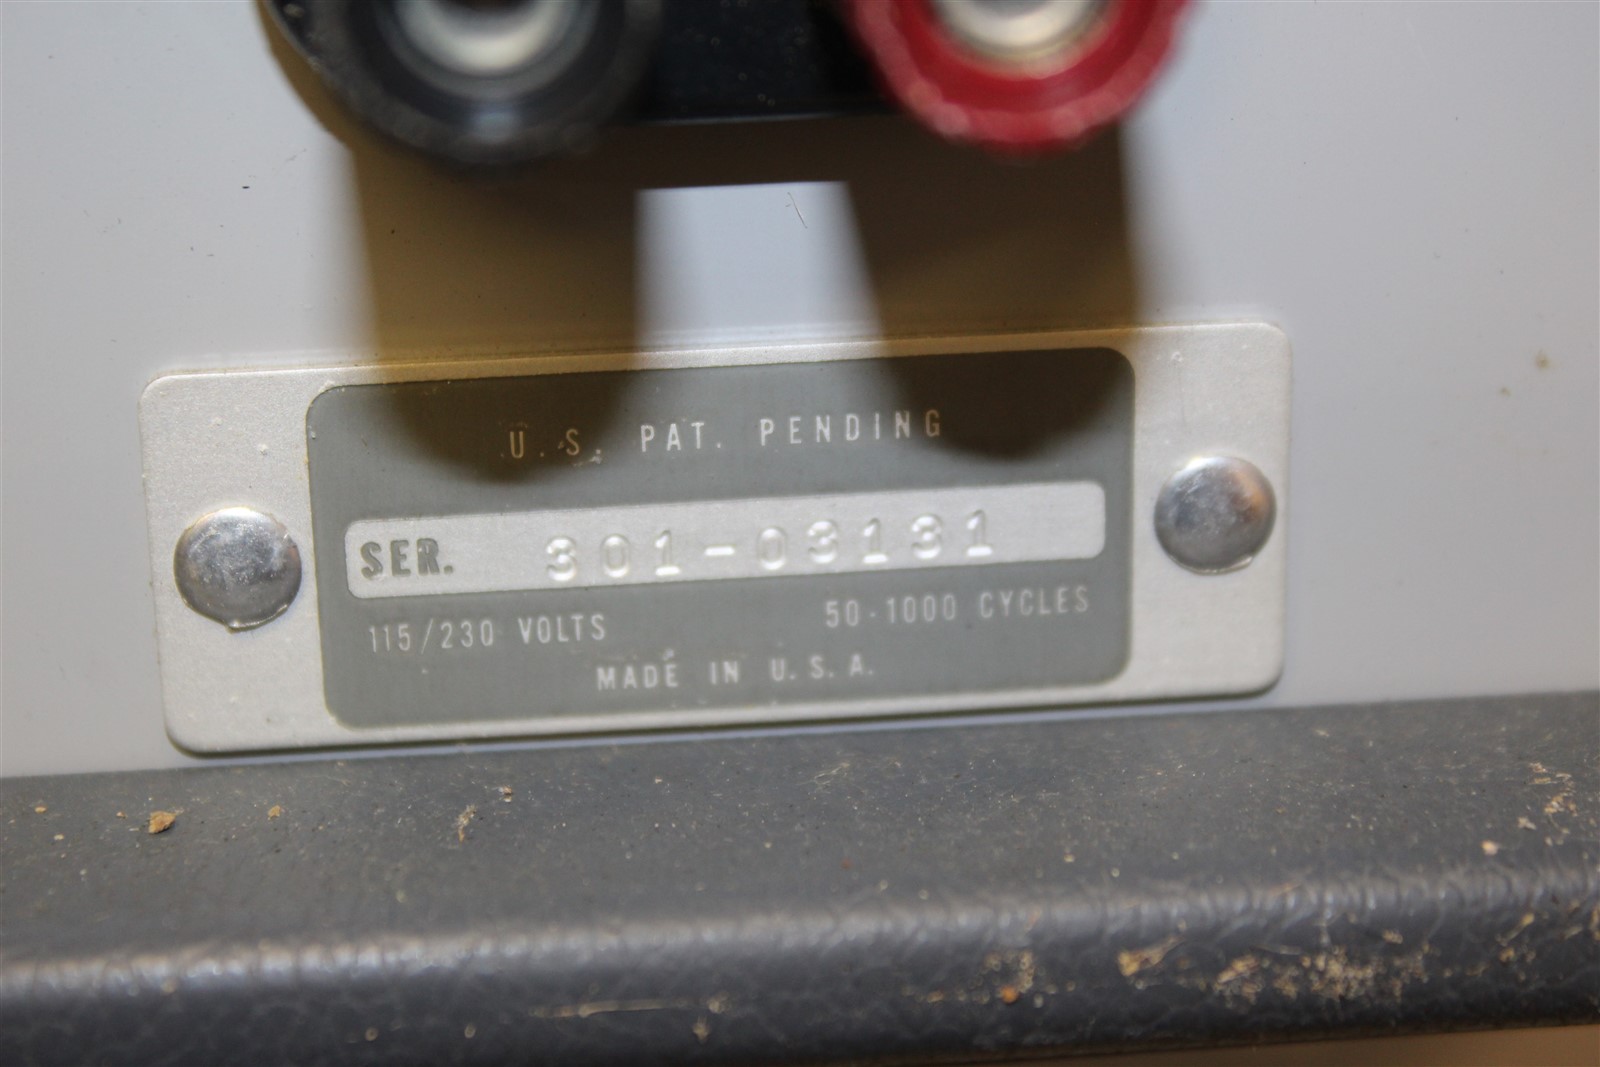 U. S. PAT. PENDING
SER. 301-03131
115/230 VOLTS 50-1000 CYCLES
MADE IN U. S. A.